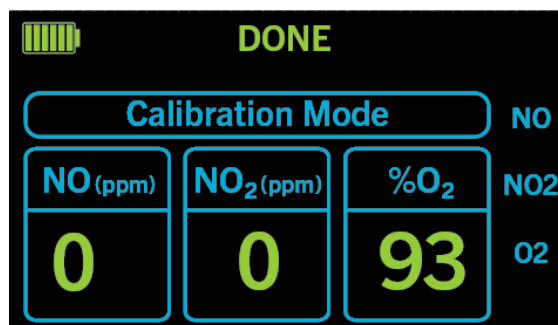 DONE
Calibration Mode NO
NO (ppm) NO₂ (ppm) %O₂ NO2
0 0 93 O2